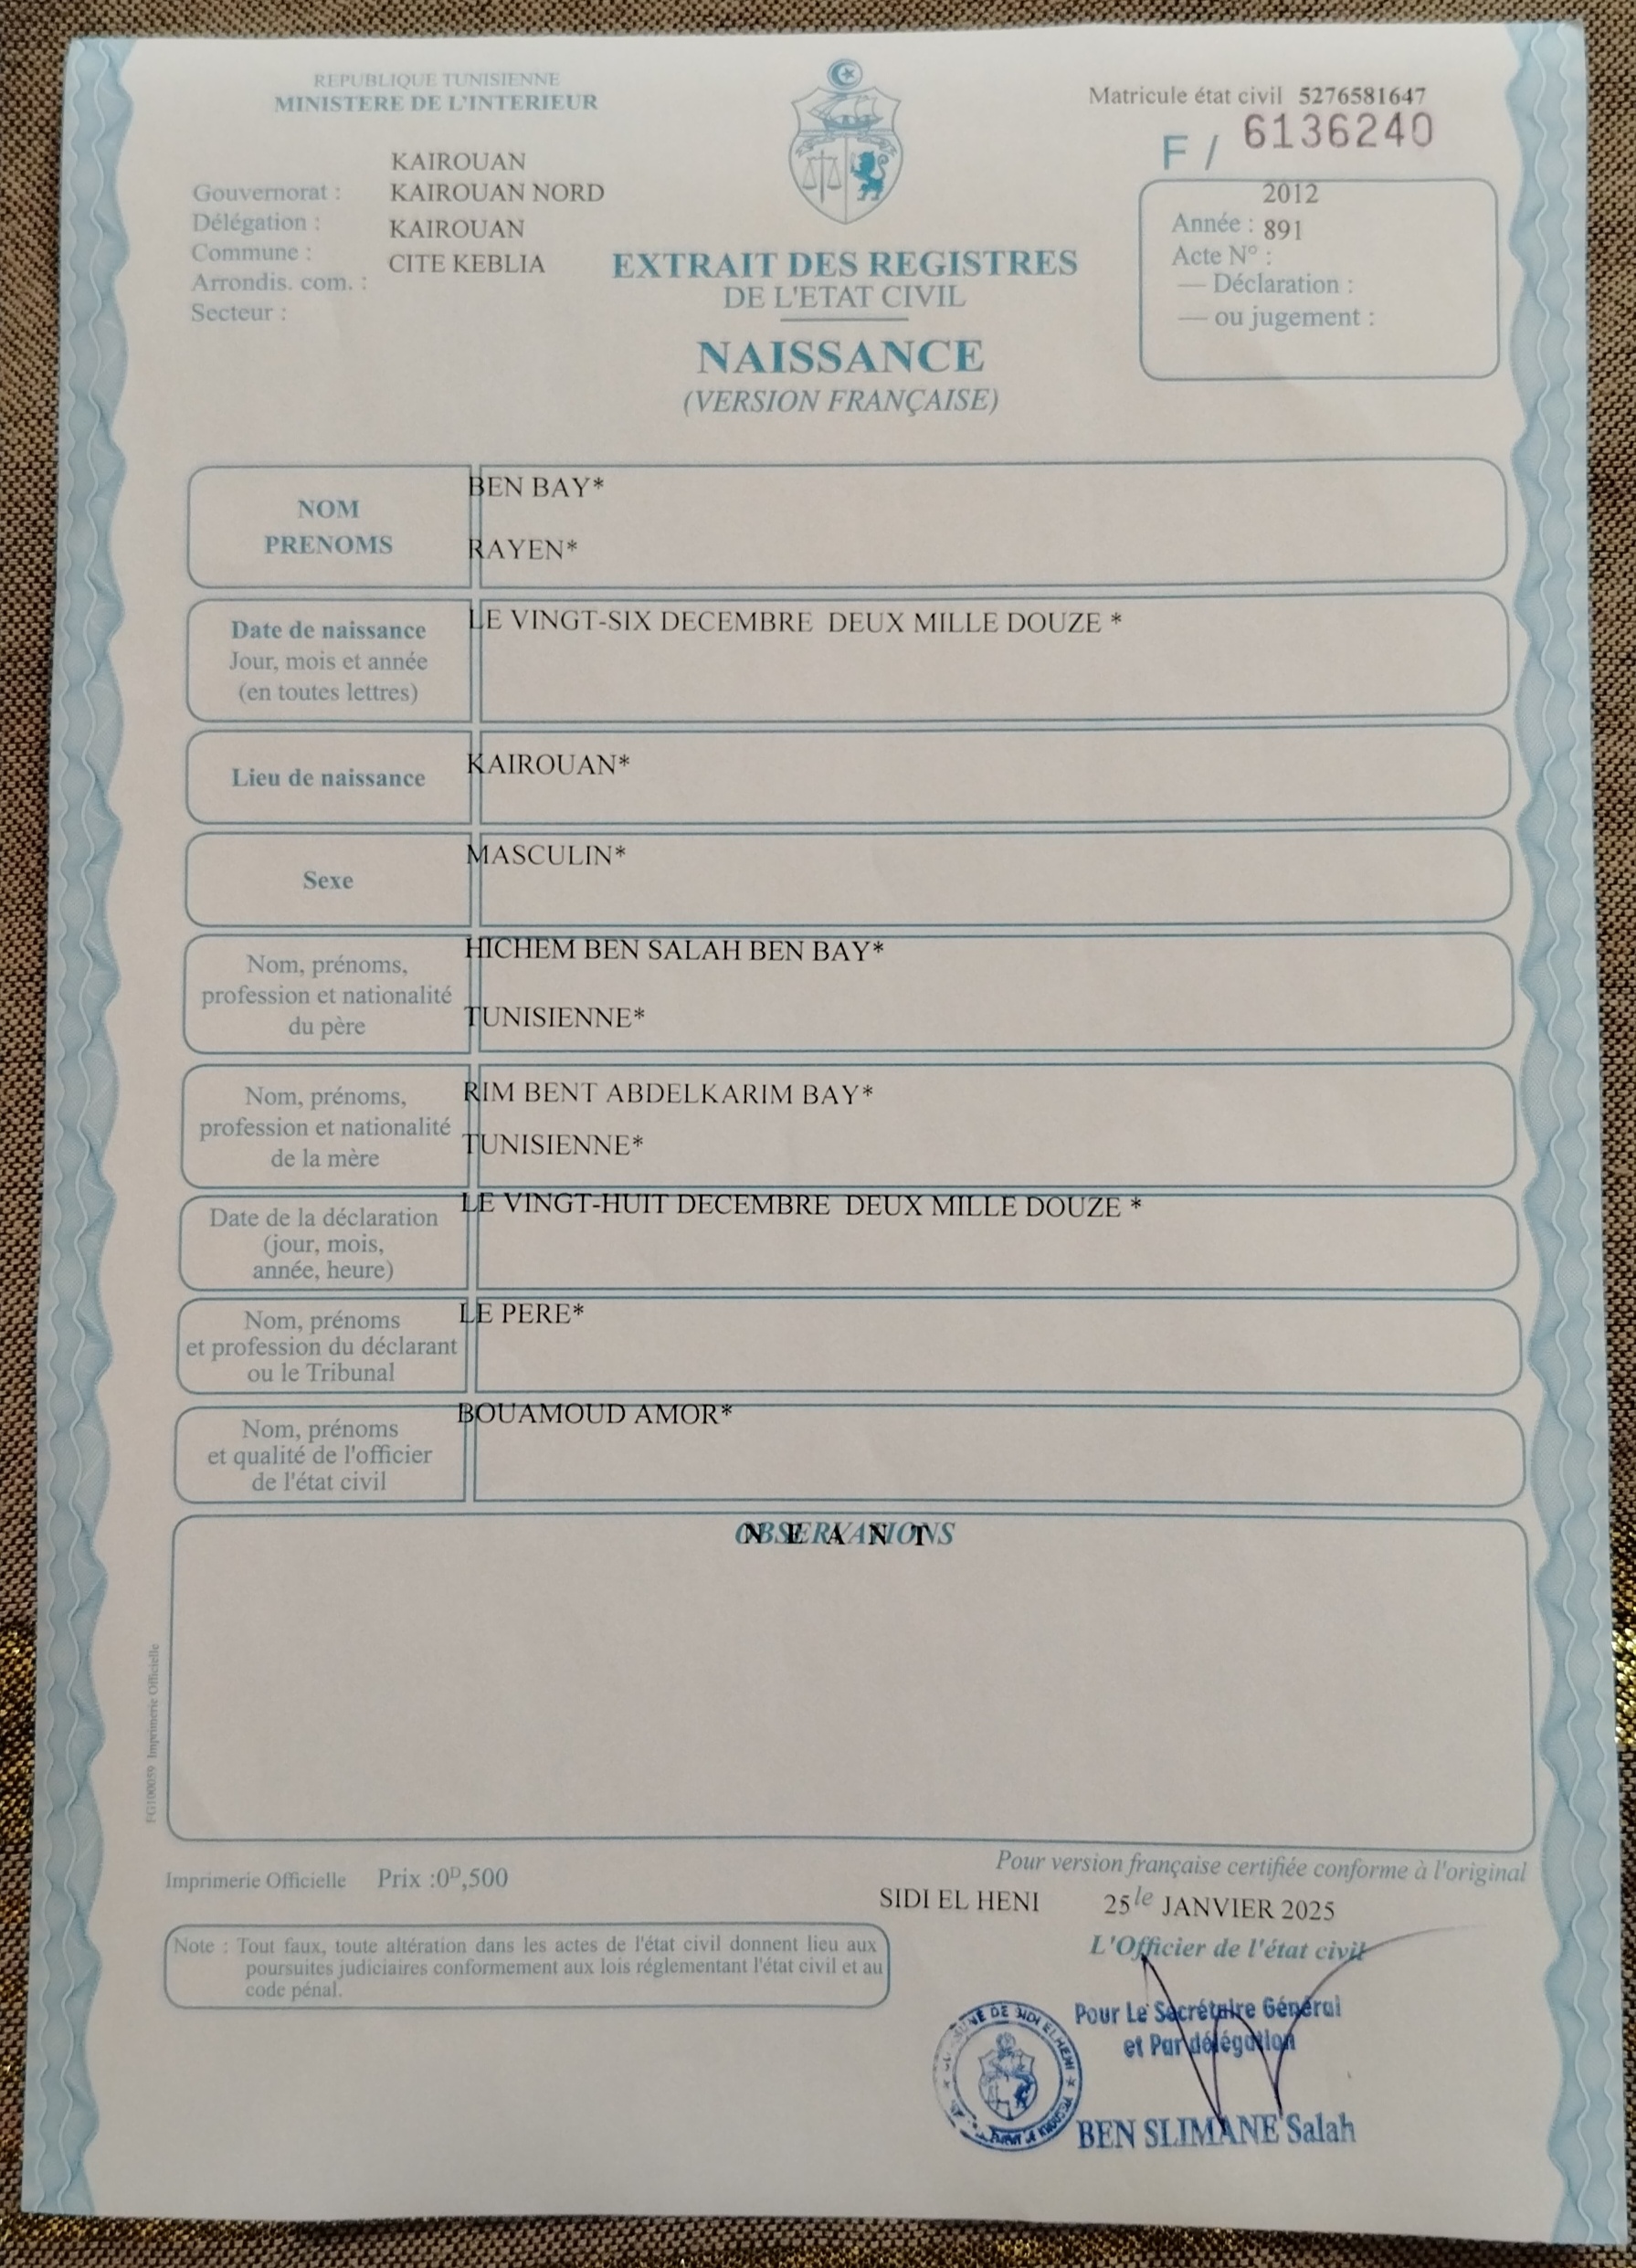 REPUBLIQUE TUNISIENNE
MINISTERE DE L'INTERIEUR
KAIROUAN
Gouvernorat : KAIROUAN NORD
Délégation : KAIROUAN
Commune : CITE KEBLIA
Arrondis. com. :
Secteur :
Matricule état civil 5276581647
F / 6136240
2012
Année : 891
Acte N° :
— Déclaration :
— ou jugement :
EXTRAIT DES REGISTRES
DE L'ETAT CIVIL
NAISSANCE
(VERSION FRANÇAISE)
NOM
PRENOMS
BEN BAY*
RAYEN*
Date de naissance
Jour, mois et année
(en toutes lettres)
LE VINGT-SIX DECEMBRE DEUX MILLE DOUZE *
Lieu de naissance
KAIROUAN*
Sexe
MASCULIN*
Nom, prénoms,
profession et nationalité
du père
HICHEM BEN SALAH BEN BAY*
TUNISIENNE*
Nom, prénoms,
profession et nationalité
de la mère
RIM BENT ABDELKARIM BAY*
TUNISIENNE*
Date de la déclaration
(jour, mois,
année, heure)
LE VINGT-HUIT DECEMBRE DEUX MILLE DOUZE *
Nom, prénoms
et profession du déclarant
ou le Tribunal
LE PERE*
Nom, prénoms
et qualité de l'officier
de l'état civil
BOUAMOUD AMOR*
OBSERVATIONS
N E A N T
FG100059 Imprimerie Officielle
Imprimerie Officielle Prix :0D,500
Pour version française certifiée conforme à l'original
SIDI EL HENI 25 le JANVIER 2025
L'Officier de l'état civil
Note : Tout faux, toute altération dans les actes de l'état civil donnent lieu aux
poursuites judiciaires conformement aux lois réglementant l'état civil et au
code pénal.
Pour Le Secrétaire Général
et Par délégation
BEN SLIMANE Salah
DE SIDI ELHENI